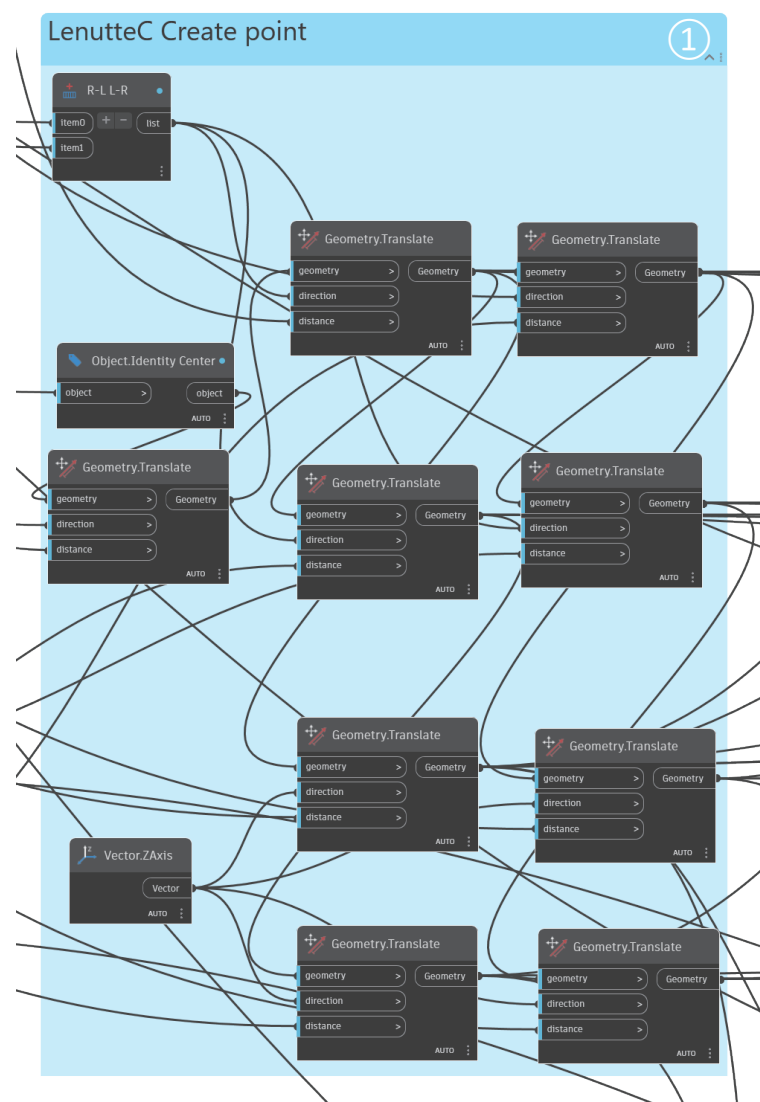 LenutteC Create point
1
R-L L-R
item0 + - list
item1
Geometry.Translate
geometry > Geometry
direction >
distance >
AUTO
Geometry.Translate
geometry > Geometry
direction >
distance >
AUTO
Object.Identity Center
object > object
AUTO
Geometry.Translate
geometry > Geometry
direction >
distance >
AUTO
Geometry.Translate
geometry > Geometry
direction >
distance >
AUTO
Geometry.Translate
geometry > Geometry
direction >
distance >
AUTO
Geometry.Translate
geometry > Geometry
direction >
distance >
AUTO
Geometry.Translate
geometry > Geometry
direction >
distance >
AUTO
Z
Vector.ZAxis
Vector
AUTO
Geometry.Translate
geometry > Geometry
direction >
distance >
AUTO
Geometry.Translate
geometry > Geometry
direction >
distance >
AUTO